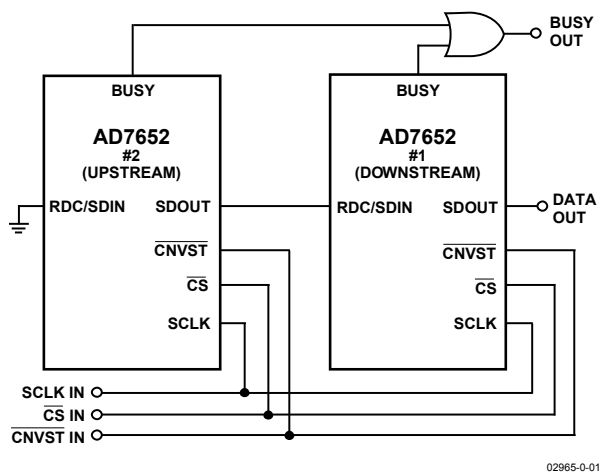 BUSY
OUT
BUSY
BUSY
AD7652
#2
(UPSTREAM)
AD7652
#1
(DOWNSTREAM)
RDC/SDIN
SDOUT
RDC/SDIN
SDOUT
DATA
OUT
CNVST
CNVST
CS
CS
SCLK
SCLK
SCLK IN
CS IN
CNVST IN
02965-0-01